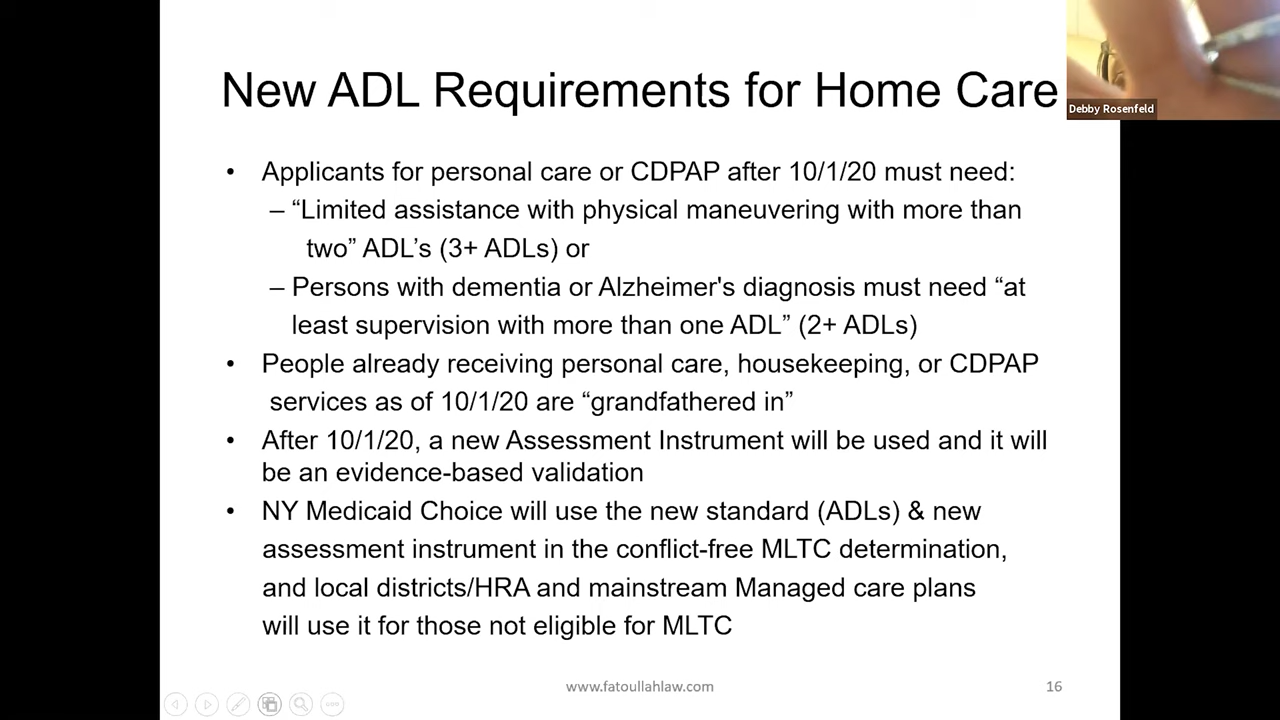 New ADL Requirements for Home Care
Debby Rosenfeld
• Applicants for personal care or CDPAP after 10/1/20 must need:
– “Limited assistance with physical maneuvering with more than
two” ADL’s (3+ ADLs) or
– Persons with dementia or Alzheimer's diagnosis must need “at
least supervision with more than one ADL” (2+ ADLs)
• People already receiving personal care, housekeeping, or CDPAP
services as of 10/1/20 are “grandfathered in”
• After 10/1/20, a new Assessment Instrument will be used and it will
be an evidence-based validation
• NY Medicaid Choice will use the new standard (ADLs) & new
assessment instrument in the conflict-free MLTC determination,
and local districts/HRA and mainstream Managed care plans
will use it for those not eligible for MLTC
www.fatoullahlaw.com
16